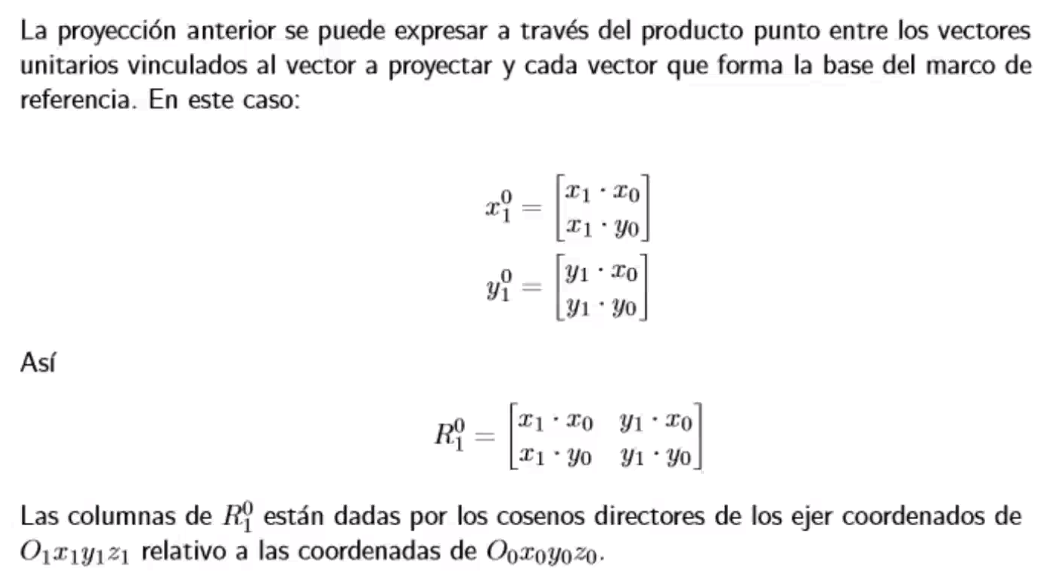 La proyección anterior se puede expresar a través del producto punto entre los vectores
unitarios vinculados al vector a proyectar y cada vector que forma la base del marco de
referencia. En este caso:
$x_1^0 = \begin{bmatrix} x_1 \cdot x_0 \\ x_1 \cdot y_0 \end{bmatrix}$
$y_1^0 = \begin{bmatrix} y_1 \cdot x_0 \\ y_1 \cdot y_0 \end{bmatrix}$
Así
$R_1^0 = \begin{bmatrix} x_1 \cdot x_0 & y_1 \cdot x_0 \\ x_1 \cdot y_0 & y_1 \cdot y_0 \end{bmatrix}$
Las columnas de $R_1^0$ están dadas por los cosenos directores de los ejer coordenados de
$O_1x_1y_1z_1$ relativo a las coordenadas de $O_0x_0y_0z_0$.